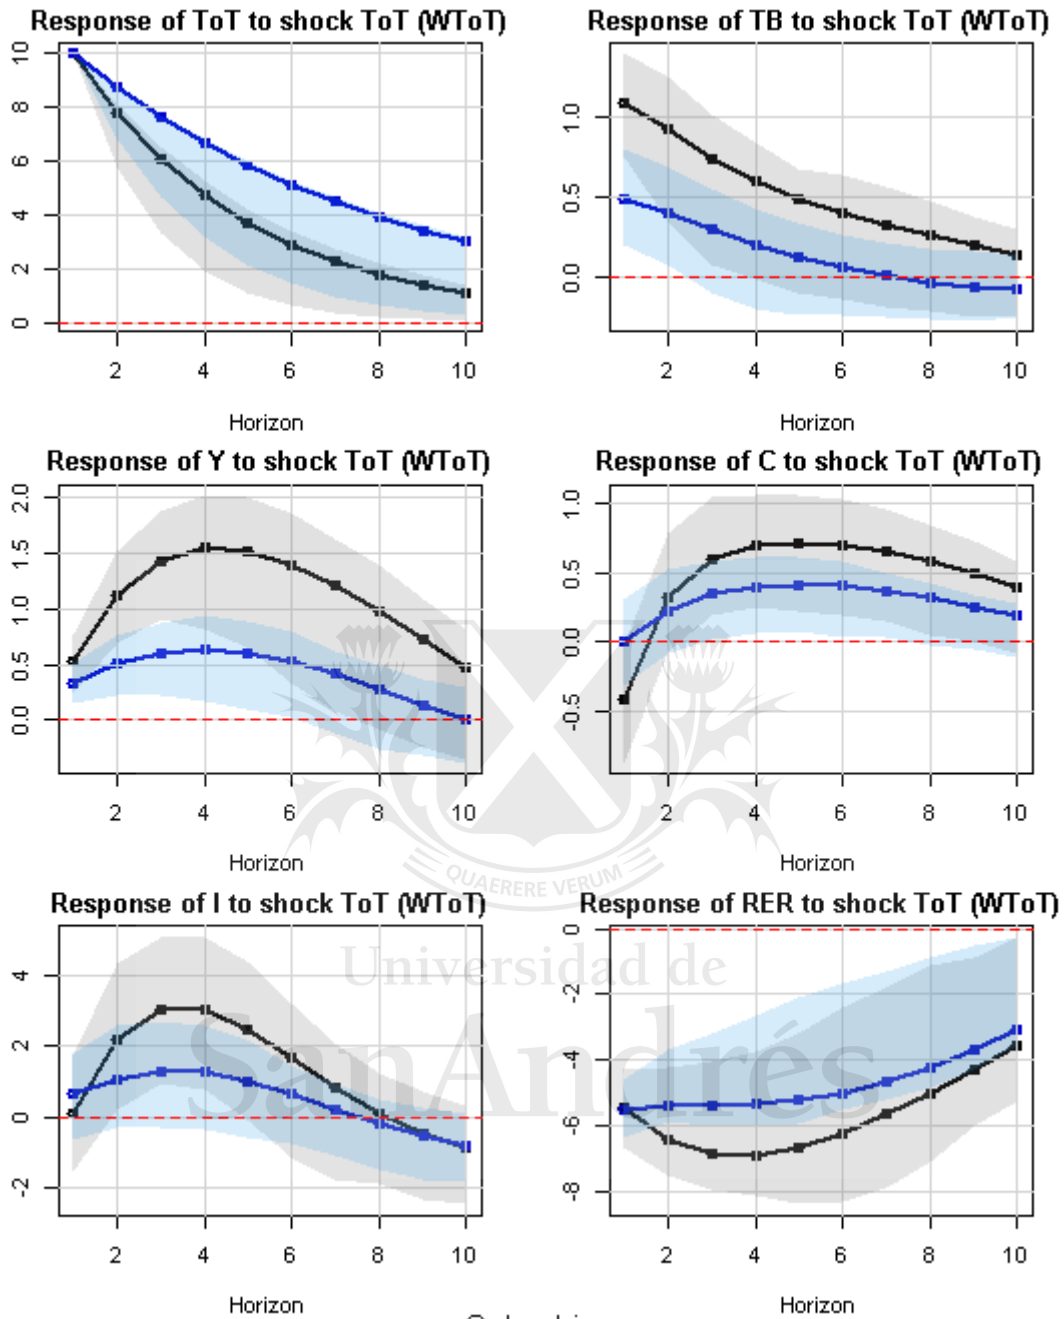 Response of ToT to shock ToT (WToT)
Response of TB to shock ToT (WToT)
0 2 4 6 8 10
0.0 0.5 1.0
2 4 6 8 10
2 4 6 8 10
Horizon
Horizon
Response of Y to shock ToT (WToT)
Response of C to shock ToT (WToT)
0.0 0.5 1.0 1.5 2.0
-0.5 0.0 0.5 1.0
2 4 6 8 10
2 4 6 8 10
Horizon
Horizon
QUAERERE VERUM
Response of I to shock ToT (WToT)
Response of RER to shock ToT (WToT)
-2 0 2 4
-8 -6 -4 -2 0
Universidad de
SanAndrés
2 4 6 8 10
2 4 6 8 10
Horizon
Horizon